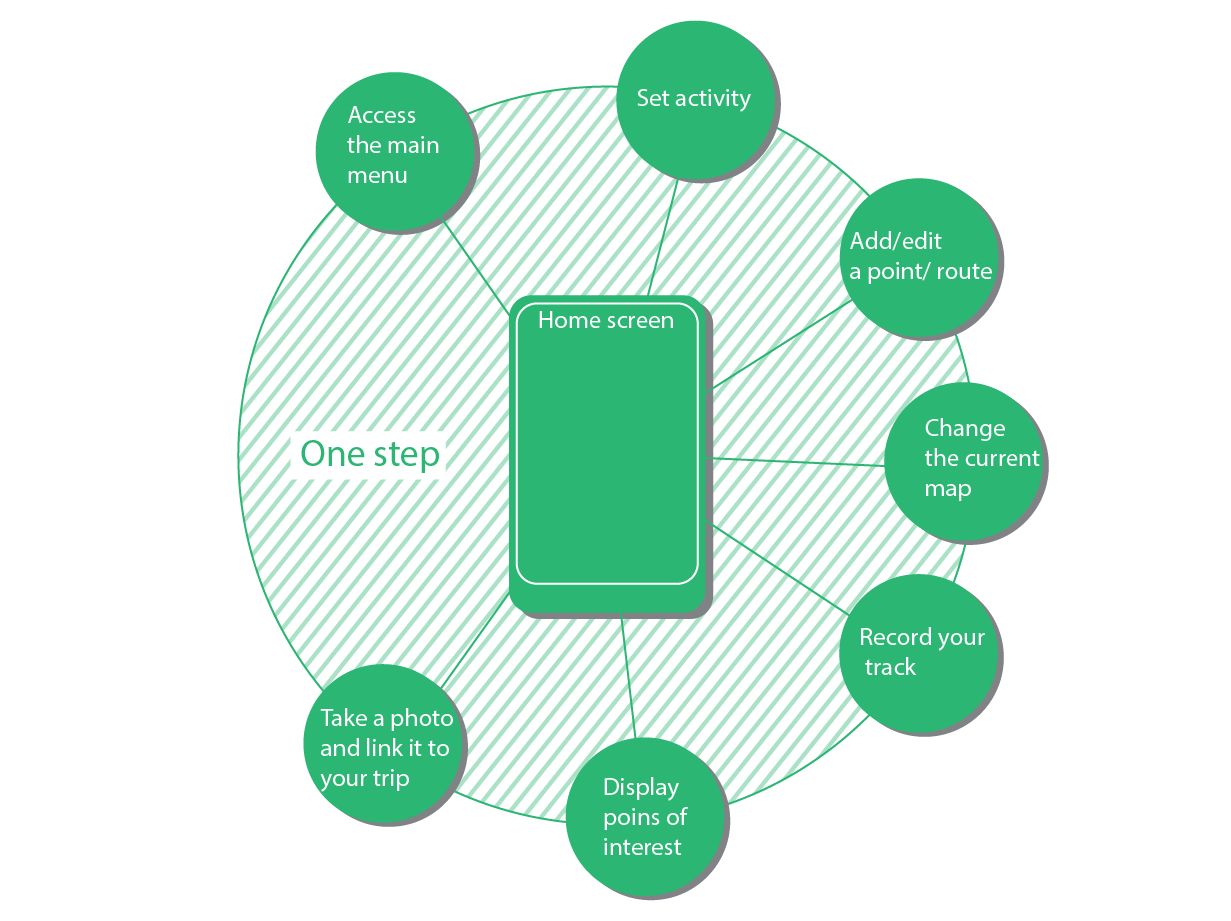 Set activity
Access
the main
menu
Add/edit
a point/ route
Home screen
Change
the current
map
One step
Record your
track
Take a photo
and link it to
your trip
Display
poins of
interest